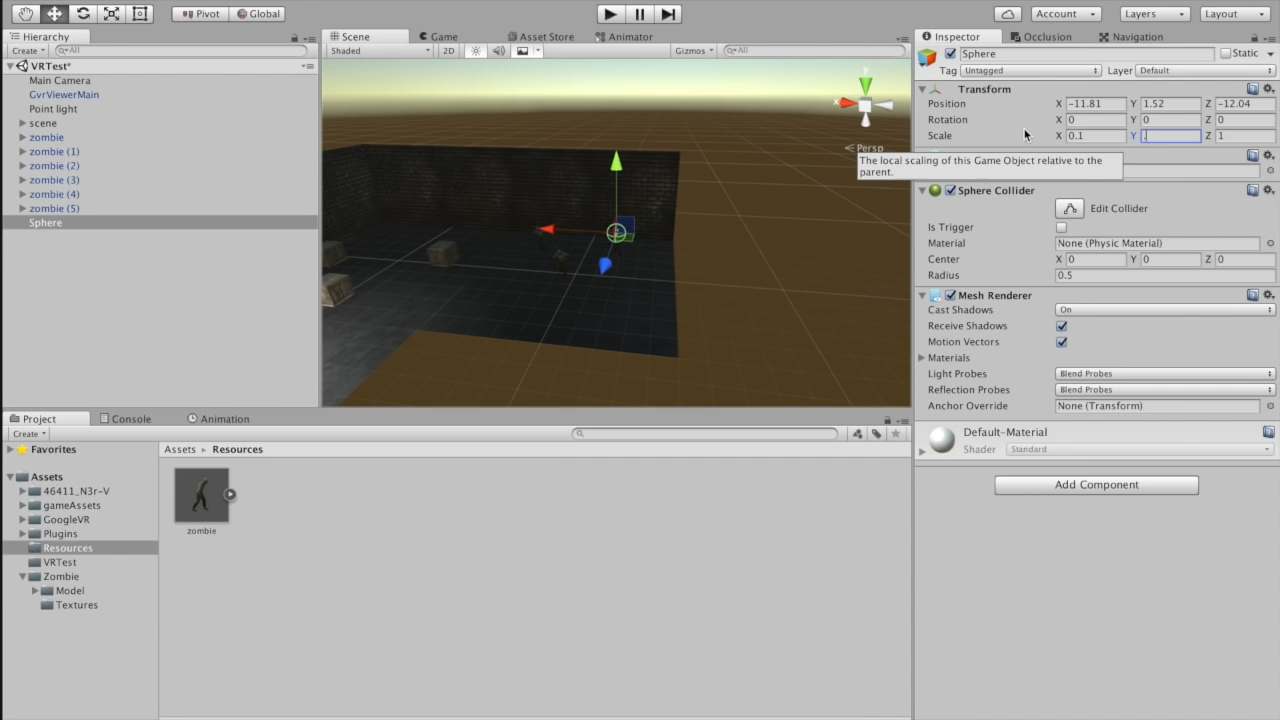 Pivot Global Account Layers Layout
Hierarchy Scene Game Asset Store Animator Inspector Occlusion Navigation
Create All Shaded 2D Gizmos All
VRTest*
Main Camera
GvrViewerMain
Point light
scene
zombie
zombie (1)
zombie (2)
zombie (3)
zombie (4)
zombie (5)
Sphere
y
x
Persp
Sphere Static
Tag Untagged Layer Default
Transform
Position X -11.81 Y 1.52 Z -12.04
Rotation X 0 Y 0 Z 0
Scale X 0.1 Y . Z 1
The local scaling of this Game Object relative to the
parent.
Sphere Collider
Edit Collider
Is Trigger
Material None (Physic Material)
Center X 0 Y 0 Z 0
Radius 0.5
Mesh Renderer
Cast Shadows On
Receive Shadows
Motion Vectors
Materials
Light Probes Blend Probes
Reflection Probes Blend Probes
Anchor Override None (Transform)
Default-Material
Shader Standard
Add Component
Project Console Animation
Create
Favorites
Assets
46411_N3r-V
gameAssets
GoogleVR
Plugins
Resources
VRTest
Zombie
Model
Textures
Assets Resources
zombie